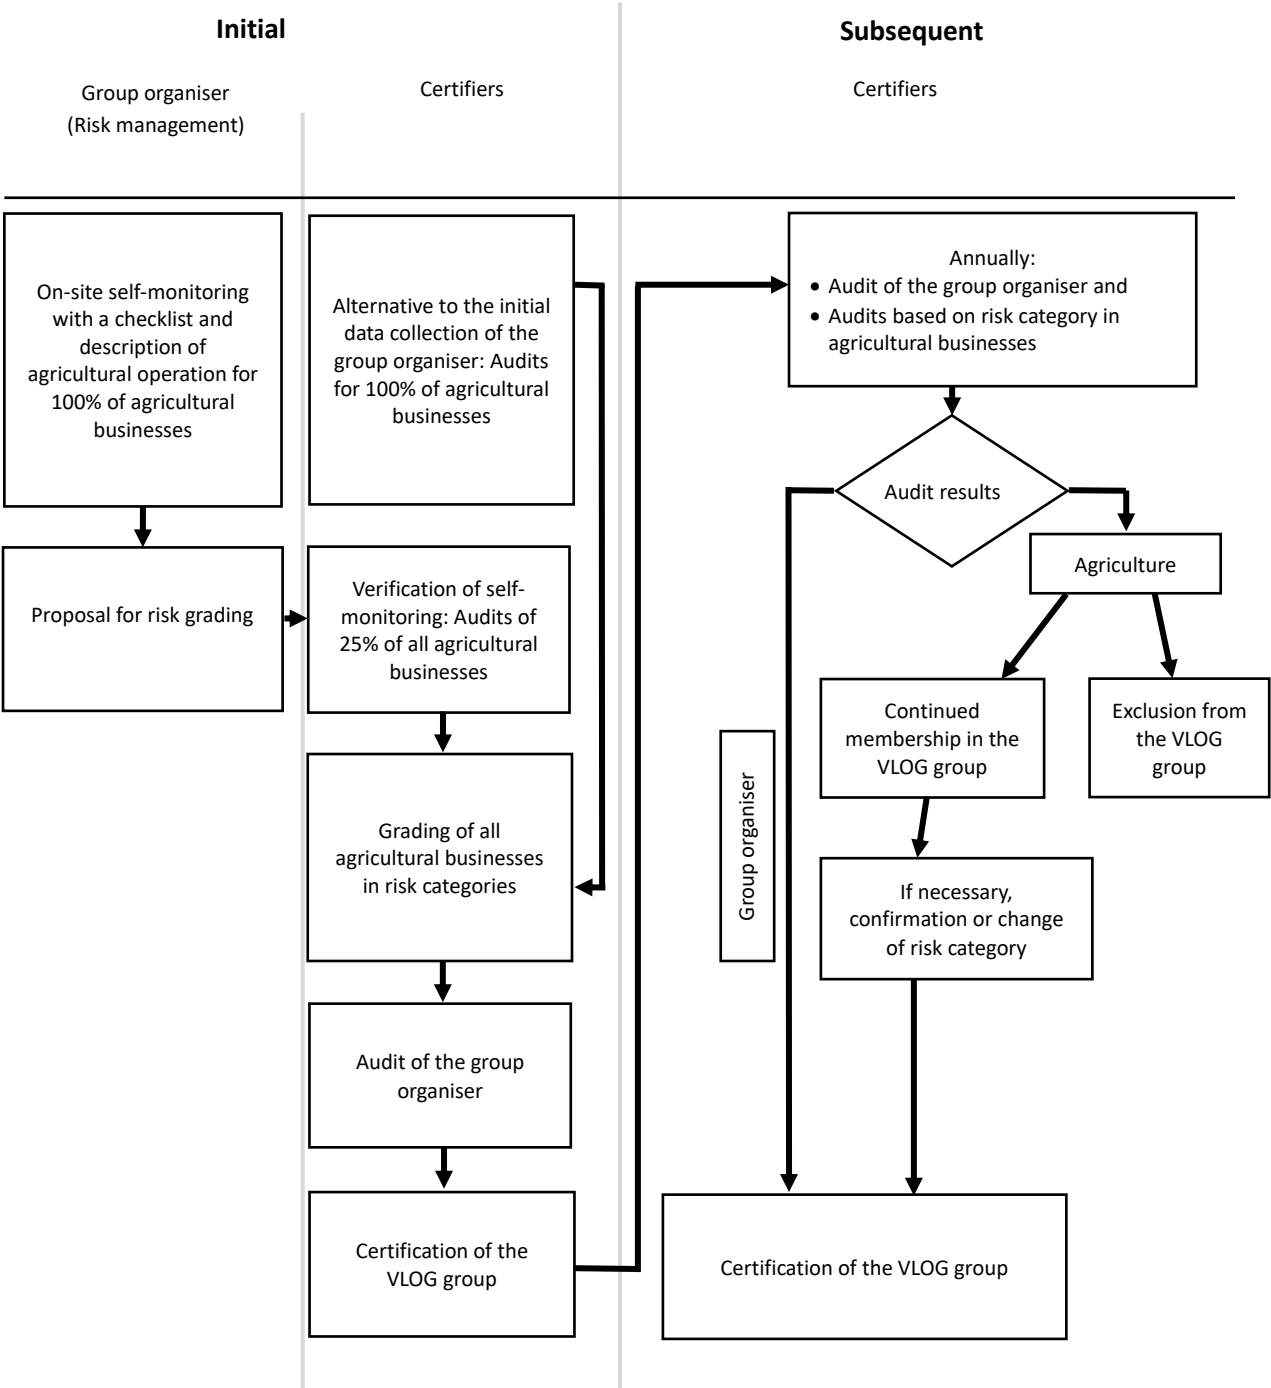 Initial
Subsequent
Group organiser
(Risk management)
Certifiers
Certifiers
On-site self-monitoring
with a checklist and
description of
agricultural operation for
100% of agricultural
businesses
Proposal for risk grading
Alternative to the initial
data collection of the
group organiser: Audits
for 100% of agricultural
businesses
Verification of self-
monitoring: Audits of
25% of all agricultural
businesses
Grading of all
agricultural businesses
in risk categories
Audit of the group
organiser
Certification of the
VLOG group
Annually:
• Audit of the group organiser and
• Audits based on risk category in
agricultural businesses
Audit results
Agriculture
Continued
membership in the
VLOG group
Exclusion from
the VLOG
group
Group organiser
If necessary,
confirmation or change
of risk category
Certification of the VLOG group